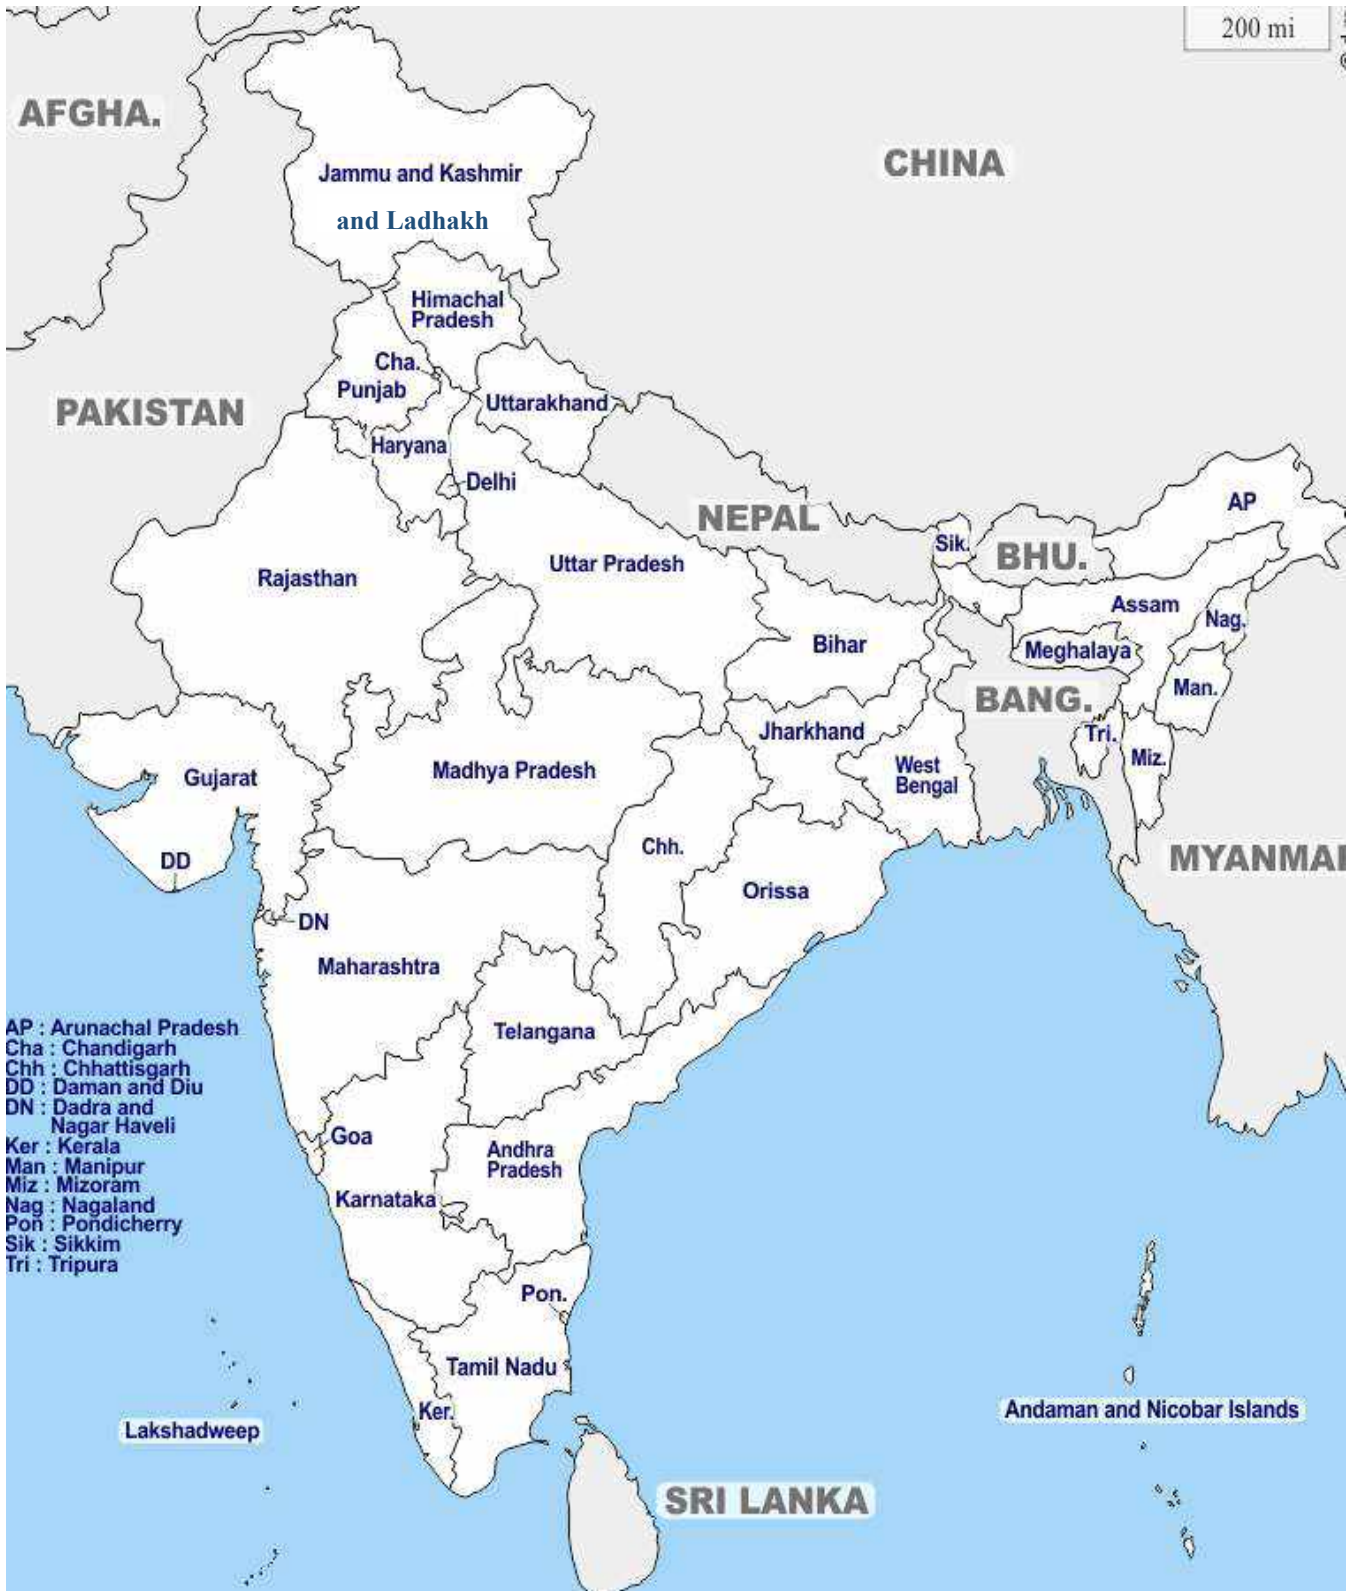 200 mi
AFGHA.
CHINA
Jammu and Kashmir
and Ladhakh
Himachal
Pradesh
Cha.
Punjab
PAKISTAN
Uttarakhand
Haryana
Delhi
NEPAL
AP
Sik.
BHU.
Uttar Pradesh
Rajasthan
Assam
Nag.
Bihar
Meghalaya
Man.
BANG.
Jharkhand
Tri.
Miz.
West
Bengal
Madhya Pradesh
Gujarat
Chh.
DD
MYANMAR
Orissa
DN
Maharashtra
Telangana
AP : Arunachal Pradesh
Cha : Chandigarh
Chh : Chhattisgarh
DD : Daman and Diu
DN : Dadra and
Nagar Haveli
Ker : Kerala
Man : Manipur
Miz : Mizoram
Nag : Nagaland
Pon : Pondicherry
Sik : Sikkim
Tri : Tripura
Goa
Andhra
Pradesh
Karnataka
Pon.
Tamil Nadu
Ker.
Lakshadweep
Andaman and Nicobar Islands
SRI LANKA